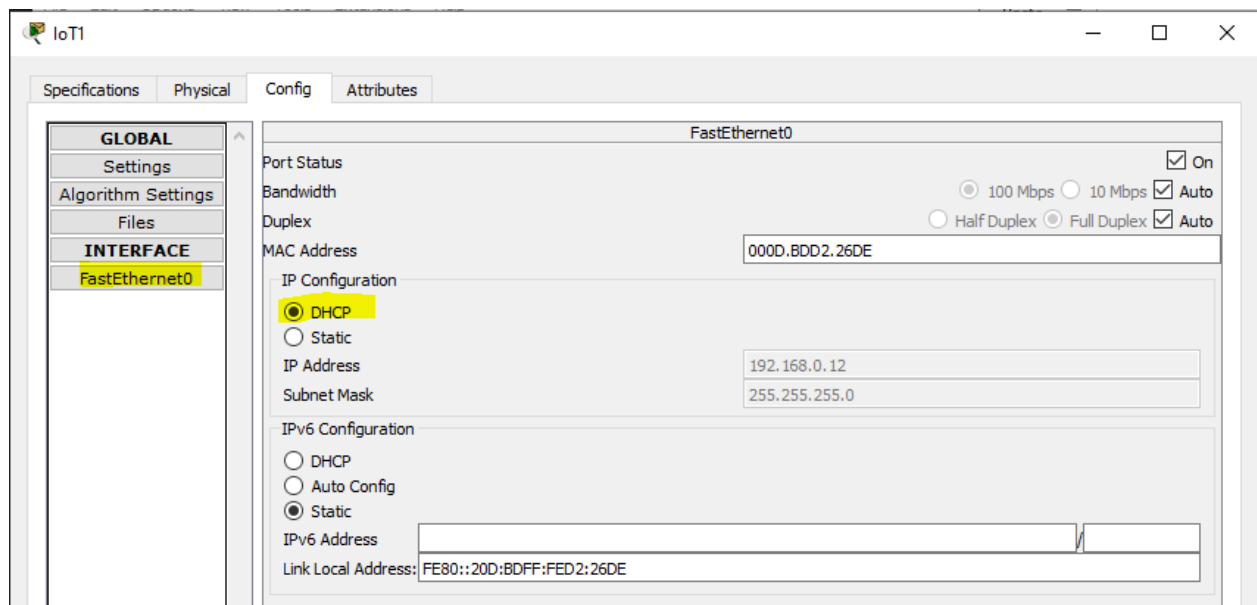 IoT1
Specifications Physical Config Attributes
GLOBAL
Settings
Algorithm Settings
Files
INTERFACE
FastEthernet0
FastEthernet0
Port Status On
Bandwidth 100 Mbps 10 Mbps Auto
Duplex Half Duplex Full Duplex Auto
MAC Address 000D.BDD2.26DE
IP Configuration
DHCP
Static
IP Address 192.168.0.12
Subnet Mask 255.255.255.0
IPv6 Configuration
DHCP
Auto Config
Static
IPv6 Address /
Link Local Address: FE80::20D:BDFF:FED2:26DE